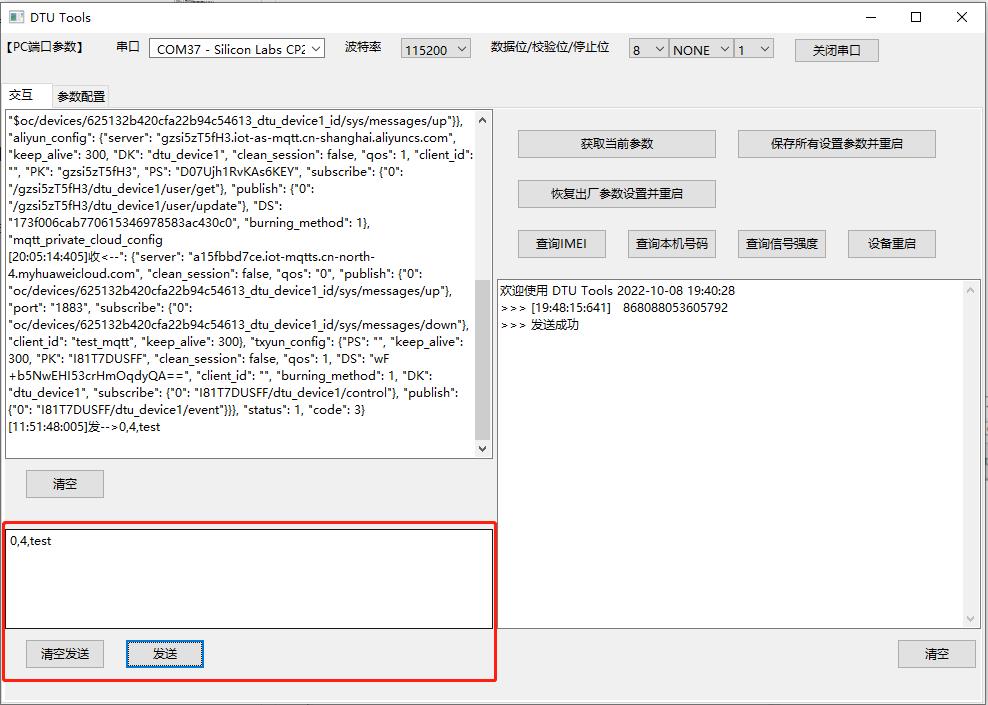 DTU Tools
【PC端口参数】 串口 COM37 - Silicon Labs CP2 波特率 115200 数据位/校验位/停止位 8 NONE 1 关闭串口
交互 参数配置
"$oc/devices/625132b420cfa22b94c54613_dtu_device1_id/sys/messages/up"}},
"aliyun_config": {"server": "gzsi5zT5fH3.iot-as-mqtt.cn-shanghai.aliyuncs.com",
"keep_alive": 300, "DK": "dtu_device1", "clean_session": false, "qos": 1, "client_id":
"", "PK": "gzsi5zT5fH3", "PS": "D07Ujh1RvKAs6KEY", "subscribe": {"0":
"/gzsi5zT5fH3/dtu_device1/user/get"}, "publish": {"0":
"/gzsi5zT5fH3/dtu_device1/user/update"}, "DS":
"173f006cab770615346978583ac430c0", "burning_method": 1},
"mqtt_private_cloud_config
[20:05:14:405]收<--": {"server": "a15fbbd7ce.iot-mqtts.cn-north-
4.myhuaweicloud.com", "clean_session": false, "qos": "0", "publish": {"0":
"oc/devices/625132b420cfa22b94c54613_dtu_device1_id/sys/messages/up"},
"port": "1883", "subscribe": {"0":
"oc/devices/625132b420cfa22b94c54613_dtu_device1_id/sys/messages/down"},
"client_id": "test_mqtt", "keep_alive": 300}, "txyun_config": {"PS": "", "keep_alive":
300, "PK": "I81T7DUSFF", "clean_session": false, "qos": 1, "DS": "wF
+b5NwEHI53crHmOqdyQA==", "client_id": "", "burning_method": 1, "DK":
"dtu_device1", "subscribe": {"0": "I81T7DUSFF/dtu_device1/control"}, "publish":
{"0": "I81T7DUSFF/dtu_device1/event"}}}, "status": 1, "code": 3}
[11:51:48:005]发-->0,4,test
清空
0,4,test
清空发送 发送
获取当前参数 保存所有设置参数并重启
恢复出厂参数设置并重启
查询IMEI 查询本机号码 查询信号强度 设备重启
欢迎使用 DTU Tools 2022-10-08 19:40:28
>>> [19:48:15:641] 868088053605792
>>> 发送成功
清空